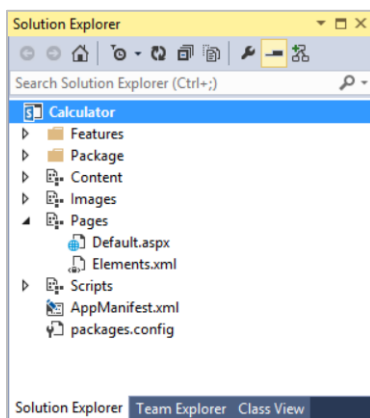 Solution Explorer
Search Solution Explorer (Ctrl+;)
Calculator
Features
Package
Content
Images
Pages
Default.aspx
Elements.xml
Scripts
AppManifest.xml
packages.config
Solution Explorer Team Explorer Class View